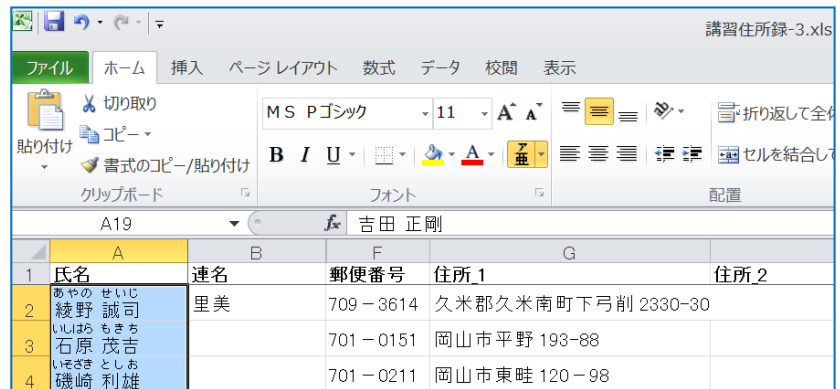 講習住所録-3.xls
ファイル ホーム 挿入 ページ レイアウト 数式 データ 校閲 表示
切り取り
コピー
貼り付け
書式のコピー/貼り付け
クリップボード
ＭＳ Ｐゴシック 11 A A
B I U A ア亜
フォント
折り返して全体
セルを結合して
配置
A19 fx 吉田 正剛
A B F G
1 氏名 連名 郵便番号 住所_1 住所_2
あやの せいじ
2 綾野 誠司 里美 709－3614 久米郡久米南町下弓削 2330-30
いしはら もきち
3 石原 茂吉 701－0151 岡山市平野 193-88
いそざき としお
4 磯崎 利雄 701－0211 岡山市東畦 120－98